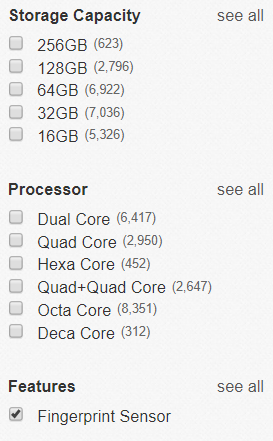 Storage Capacity see all
256GB (623)
128GB (2,796)
64GB (6,922)
32GB (7,036)
16GB (5,326)
Processor see all
Dual Core (6,417)
Quad Core (2,950)
Hexa Core (452)
Quad+Quad Core (2,647)
Octa Core (8,351)
Deca Core (312)
Features see all
Fingerprint Sensor